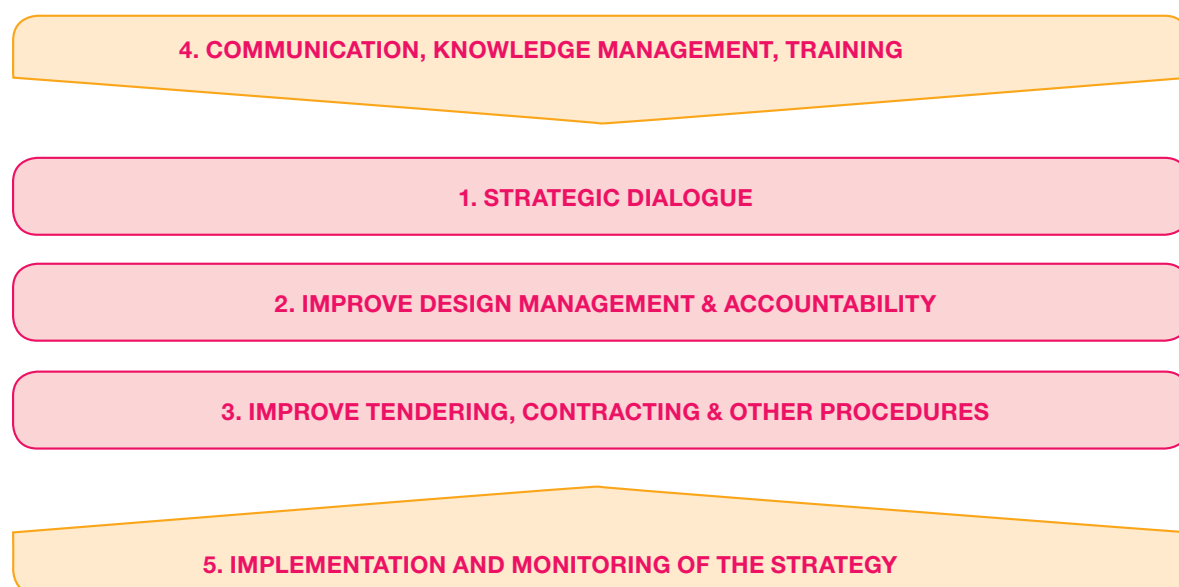 4. COMMUNICATION, KNOWLEDGE MANAGEMENT, TRAINING
1. STRATEGIC DIALOGUE
2. IMPROVE DESIGN MANAGEMENT & ACCOUNTABILITY
3. IMPROVE TENDERING, CONTRACTING & OTHER PROCEDURES
5. IMPLEMENTATION AND MONITORING OF THE STRATEGY